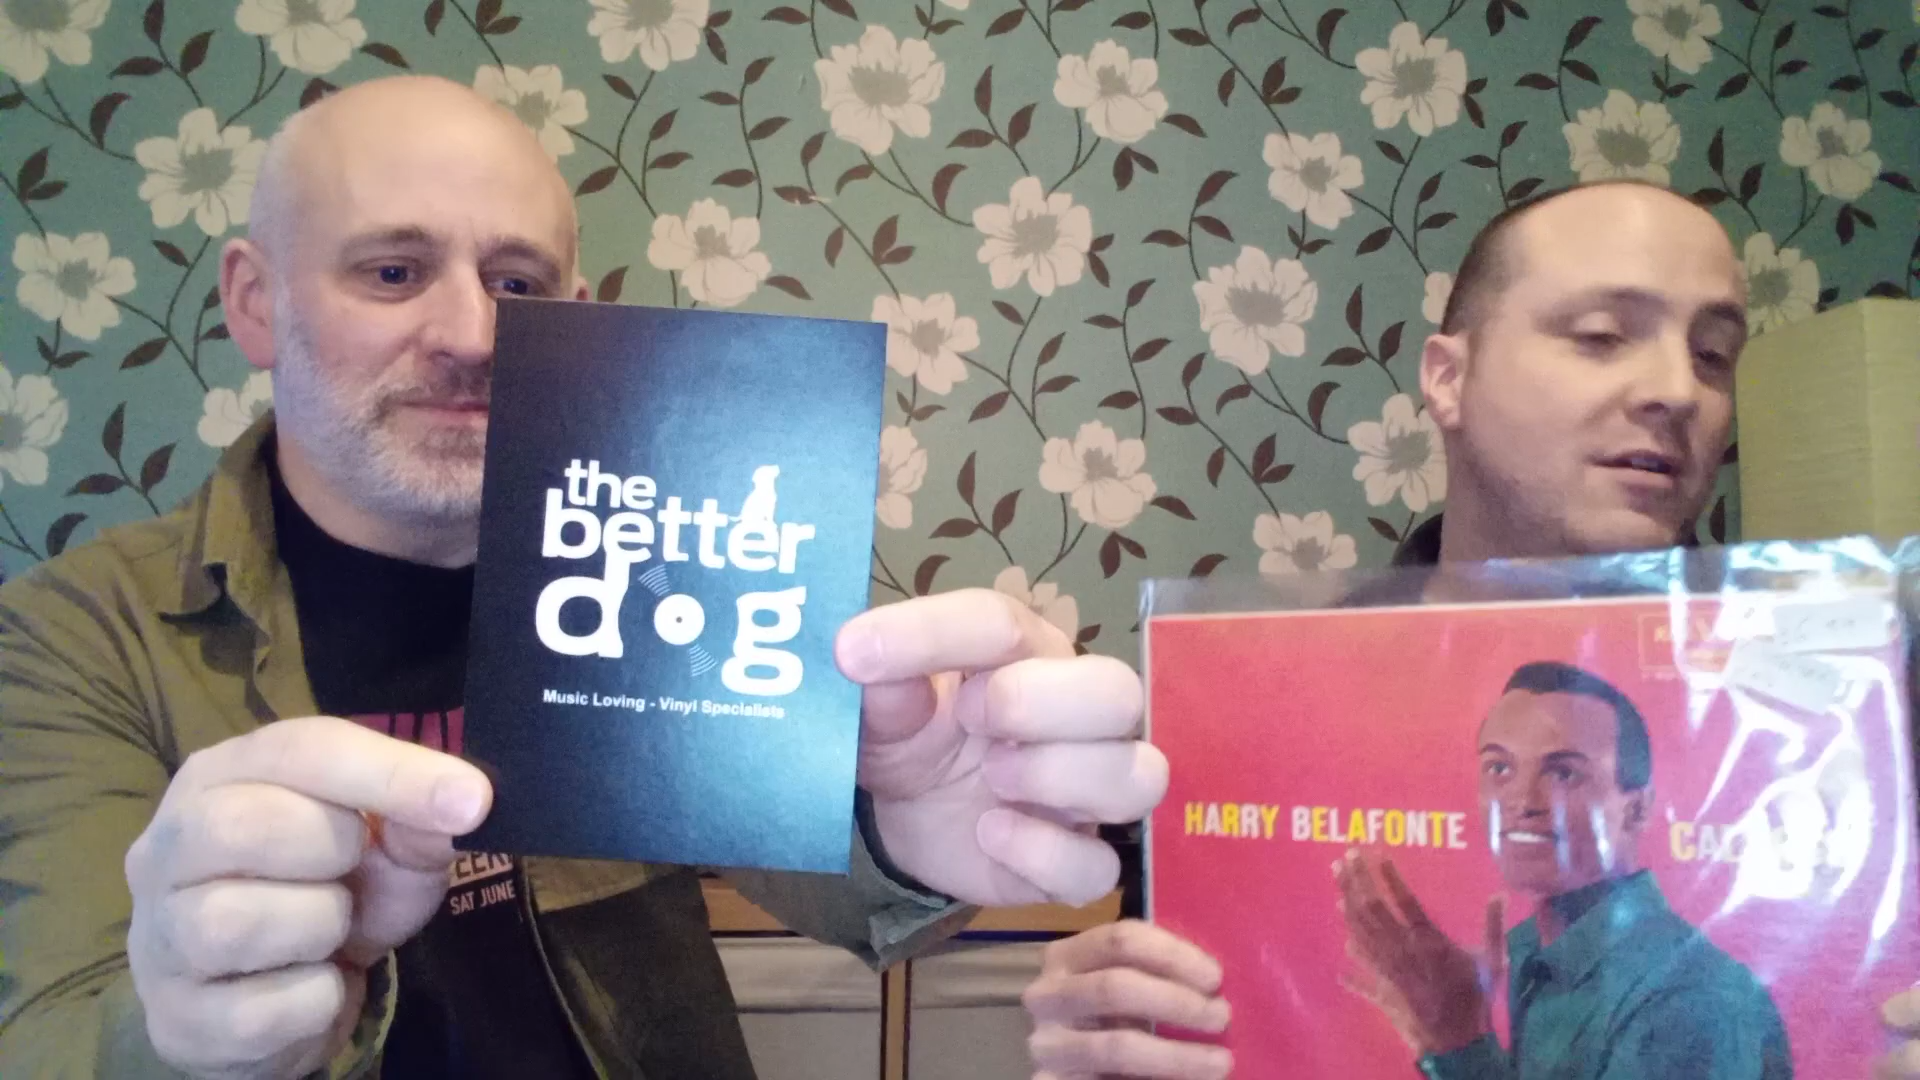 the
better
dog
Music Loving - Vinyl Specialists
SAT JUNE
HARRY BELAFONTE